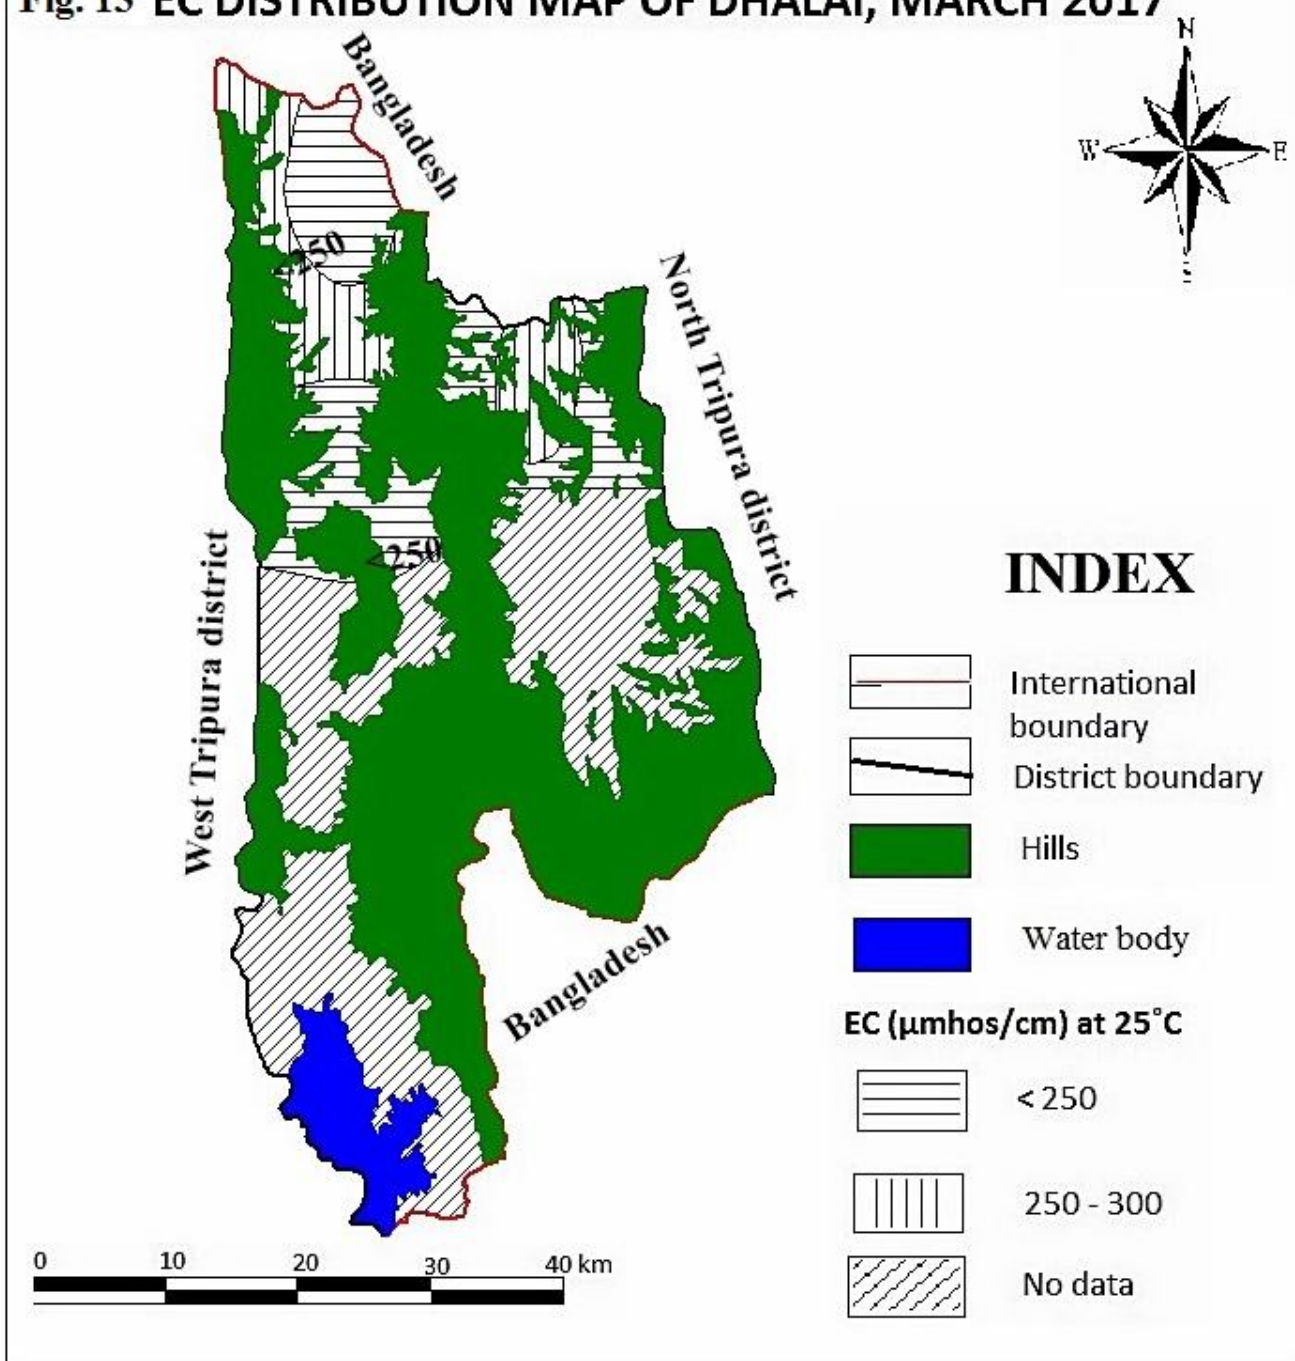 Fig. 13 EC DISTRIBUTION MAP OF DHALAI, MARCH 2017
N
W
E
S
Bangladesh
<250
North Tripura district
<250
West Tripura district
Bangladesh
INDEX
International
boundary
District boundary
Hills
Water body
EC (µmhos/cm) at 25˚C
< 250
250 - 300
No data
0 10 20 30 40 km